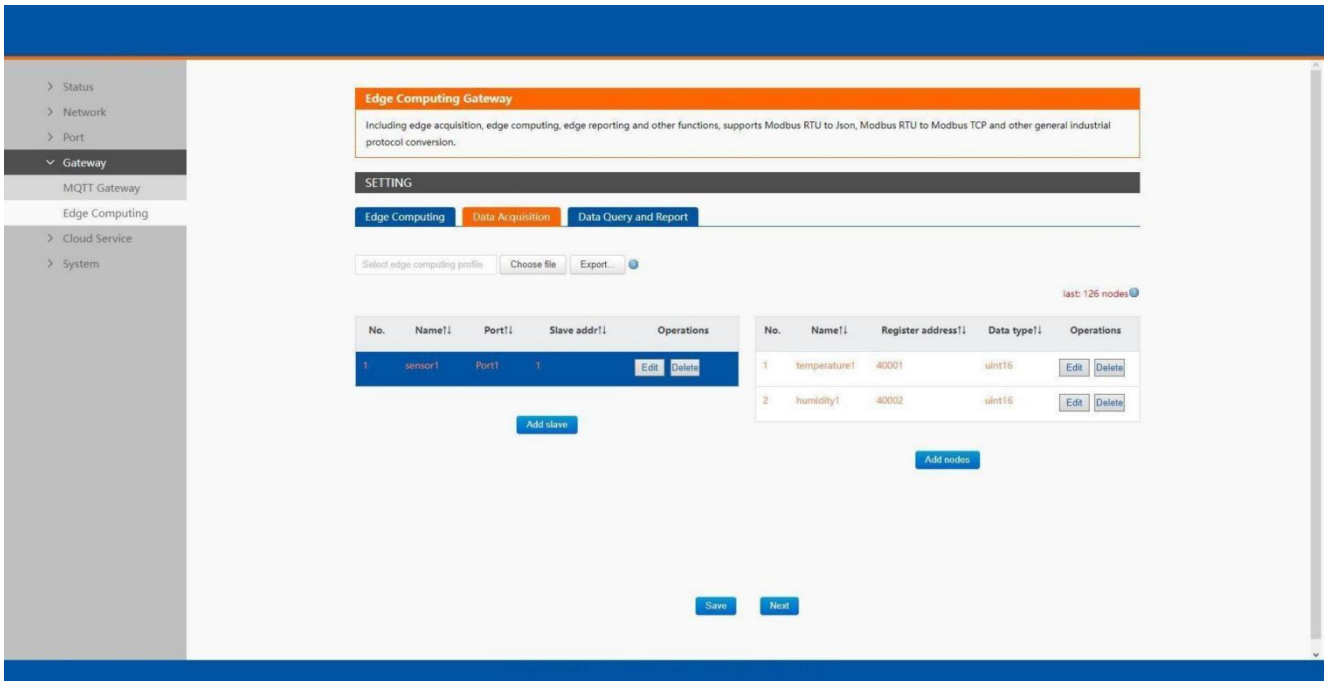 Status
Network
Port
Gateway
MQTT Gateway
Edge Computing
Cloud Service
System
Edge Computing Gateway
Including edge acquisition, edge computing, edge reporting and other functions, supports Modbus RTU to Json, Modbus RTU to Modbus TCP and other general industrial
protocol conversion.
SETTING
Edge Computing Data Acquisition Data Query and Report
Select edge computing profile Choose file Export...
last: 126 nodes
No. Name↑↓ Port↑↓ Slave addr↑↓ Operations
1 sensor1 Port1 1 Edit Delete
Add slave
No. Name↑↓ Register address↑↓ Data type↑↓ Operations
1 temperature1 40001 uint16 Edit Delete
2 humidity1 40002 uint16 Edit Delete
Add nodes
Save Next